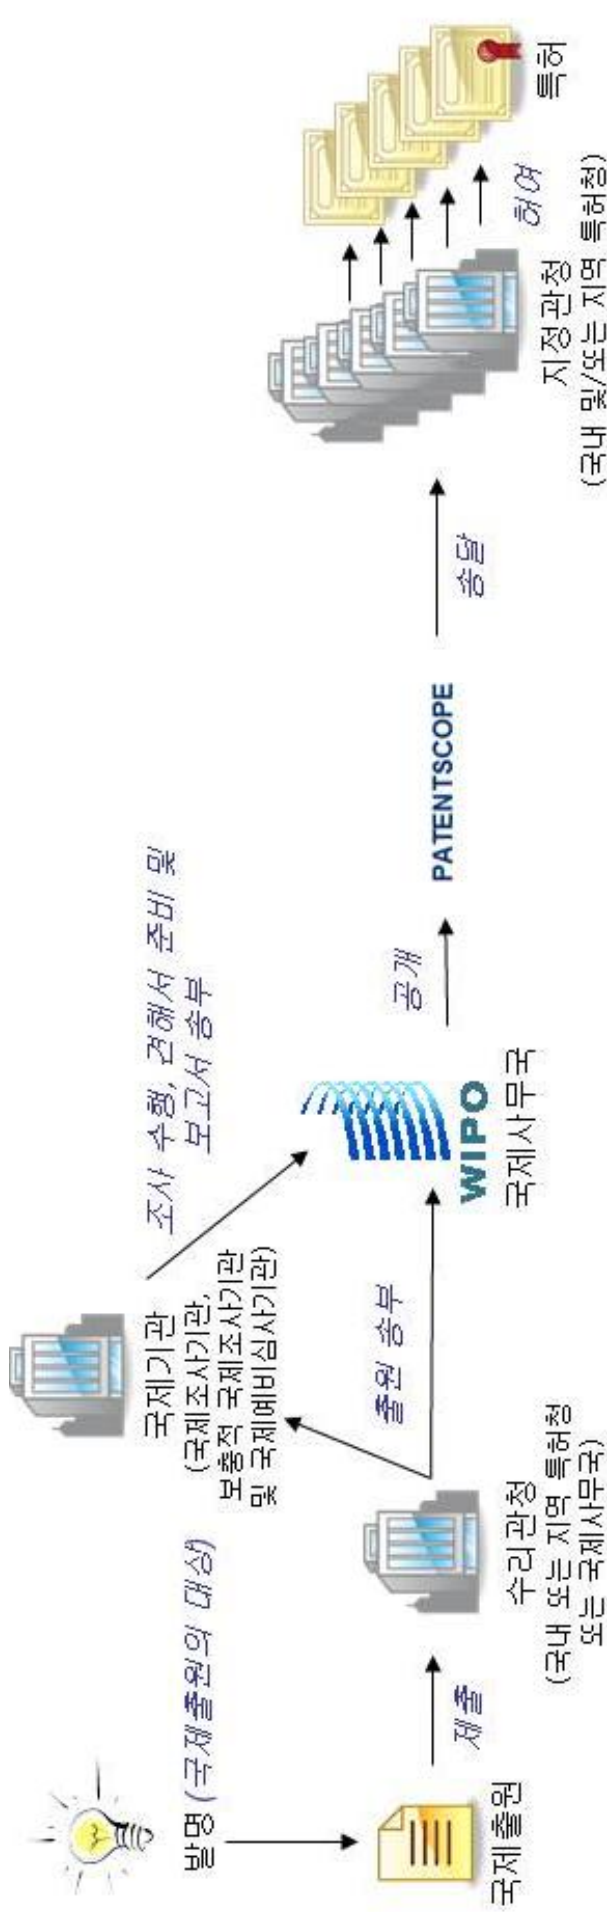 발명 (국제출원의 대상)
국제출원
제출
수리관청
(국내 또는 지역 특허청
또는 국제사무국)
출원 송부
국제기관
(국제조사기관,
보충적 국제조사기관
및 국제예비심사기관)
조사 수행, 견해서 준비 및
보고서 송부
WIPO
국제사무국
공개
PATENTSCOPE
송달
지정관청
(국내 및/또는 지역 특허청)
허여
특허